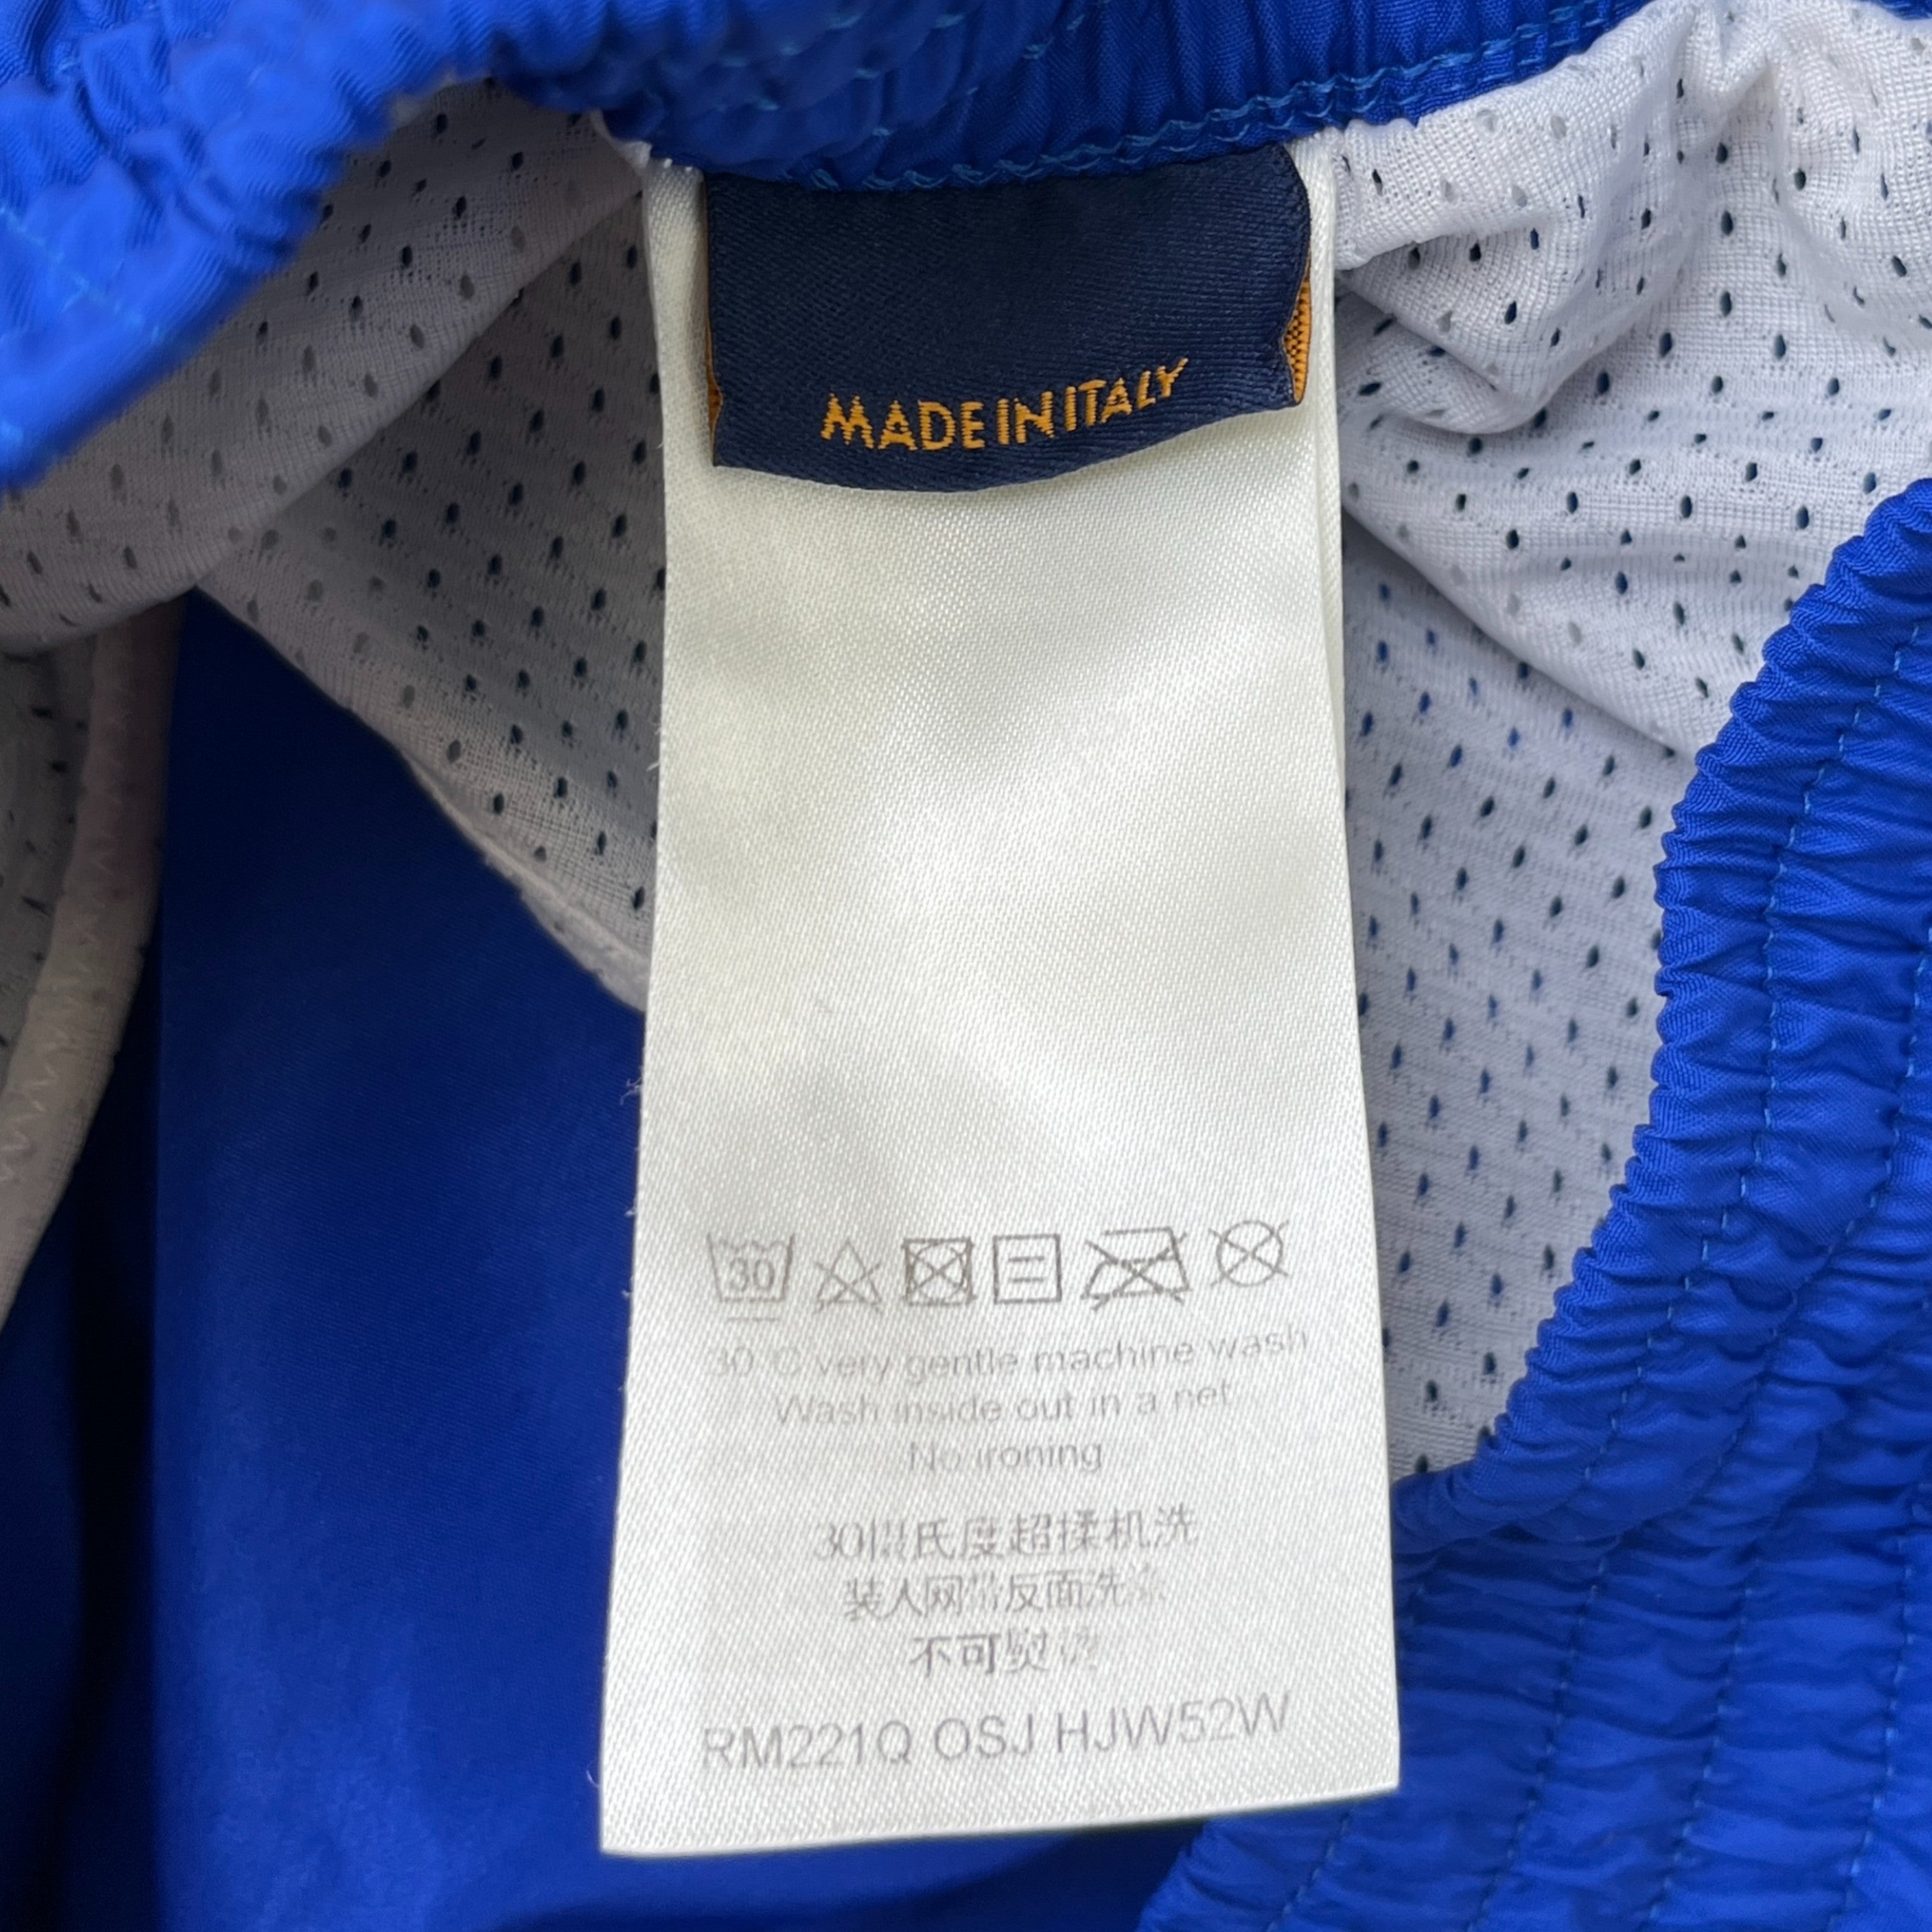 MADE IN ITALY
30
30°C very gentle machine wash
Wash inside out in a net
No ironing
30摄氏度超柔机洗
装入网袋反面洗涤
不可熨烫
RM221Q OSJ HJW52W